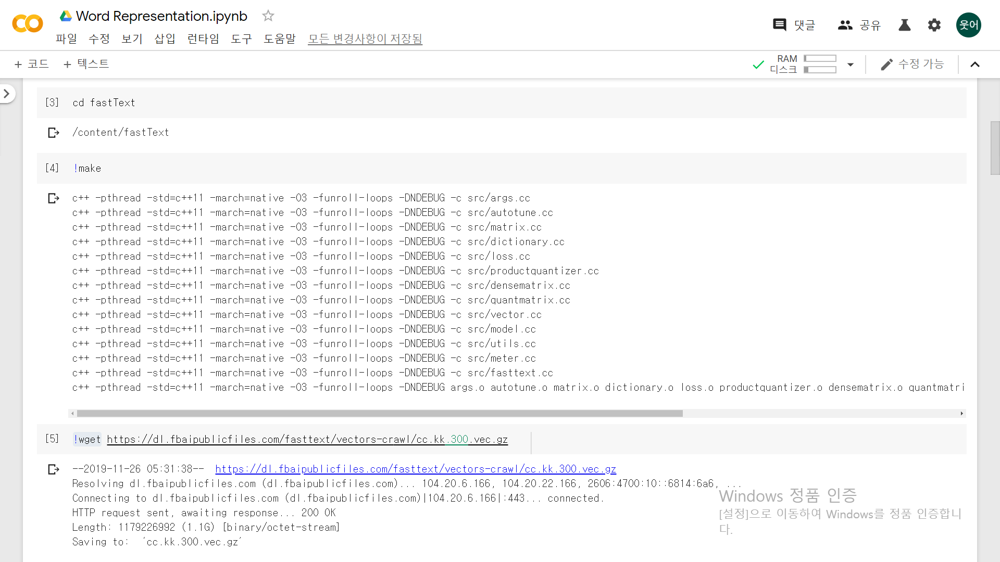 Word Representation.ipynb
파일 수정 보기 삽입 런타임 도구 도움말 모든 변경사항이 저장됨
댓글 공유 웃어
+ 코드 + 텍스트
RAM
디스크
수정 가능
[3] cd fastText
/content/fastText
[4] !make
c++ -pthread -std=c++11 -march=native -O3 -funroll-loops -DNDEBUG -c src/args.cc
c++ -pthread -std=c++11 -march=native -O3 -funroll-loops -DNDEBUG -c src/autotune.cc
c++ -pthread -std=c++11 -march=native -O3 -funroll-loops -DNDEBUG -c src/matrix.cc
c++ -pthread -std=c++11 -march=native -O3 -funroll-loops -DNDEBUG -c src/dictionary.cc
c++ -pthread -std=c++11 -march=native -O3 -funroll-loops -DNDEBUG -c src/loss.cc
c++ -pthread -std=c++11 -march=native -O3 -funroll-loops -DNDEBUG -c src/productquantizer.cc
c++ -pthread -std=c++11 -march=native -O3 -funroll-loops -DNDEBUG -c src/densematrix.cc
c++ -pthread -std=c++11 -march=native -O3 -funroll-loops -DNDEBUG -c src/quantmatrix.cc
c++ -pthread -std=c++11 -march=native -O3 -funroll-loops -DNDEBUG -c src/vector.cc
c++ -pthread -std=c++11 -march=native -O3 -funroll-loops -DNDEBUG -c src/model.cc
c++ -pthread -std=c++11 -march=native -O3 -funroll-loops -DNDEBUG -c src/utils.cc
c++ -pthread -std=c++11 -march=native -O3 -funroll-loops -DNDEBUG -c src/meter.cc
c++ -pthread -std=c++11 -march=native -O3 -funroll-loops -DNDEBUG -c src/fasttext.cc
c++ -pthread -std=c++11 -march=native -O3 -funroll-loops -DNDEBUG args.o autotune.o matrix.o dictionary.o loss.o productquantizer.o densematrix.o quantmatri
[5] !wget https://dl.fbaipublicfiles.com/fasttext/vectors-crawl/cc.kk.300.vec.gz
--2019-11-26 05:31:38-- https://dl.fbaipublicfiles.com/fasttext/vectors-crawl/cc.kk.300.vec.gz
Resolving dl.fbaipublicfiles.com (dl.fbaipublicfiles.com)... 104.20.6.166, 104.20.22.166, 2606:4700:10::6814:6a6, ...
Connecting to dl.fbaipublicfiles.com (dl.fbaipublicfiles.com)|104.20.6.166|:443... connected.
HTTP request sent, awaiting response... 200 OK
Length: 1179226992 (1.1G) [binary/octet-stream]
Saving to: ‘cc.kk.300.vec.gz’
Windows 정품 인증
[설정]으로 이동하여 Windows를 정품 인증합니
다.